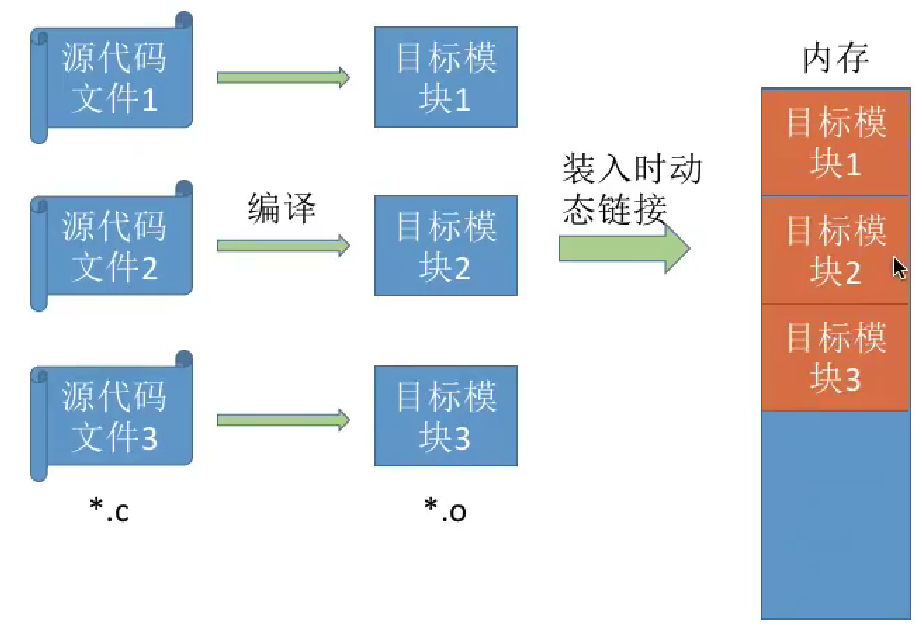 源代码
文件1
目标模
块1
内存
目标模
块1
源代码
文件2
编译
目标模
块2
装入时动
态链接
目标模
块2
源代码
文件3
目标模
块3
目标模
块3
*.c
*.o